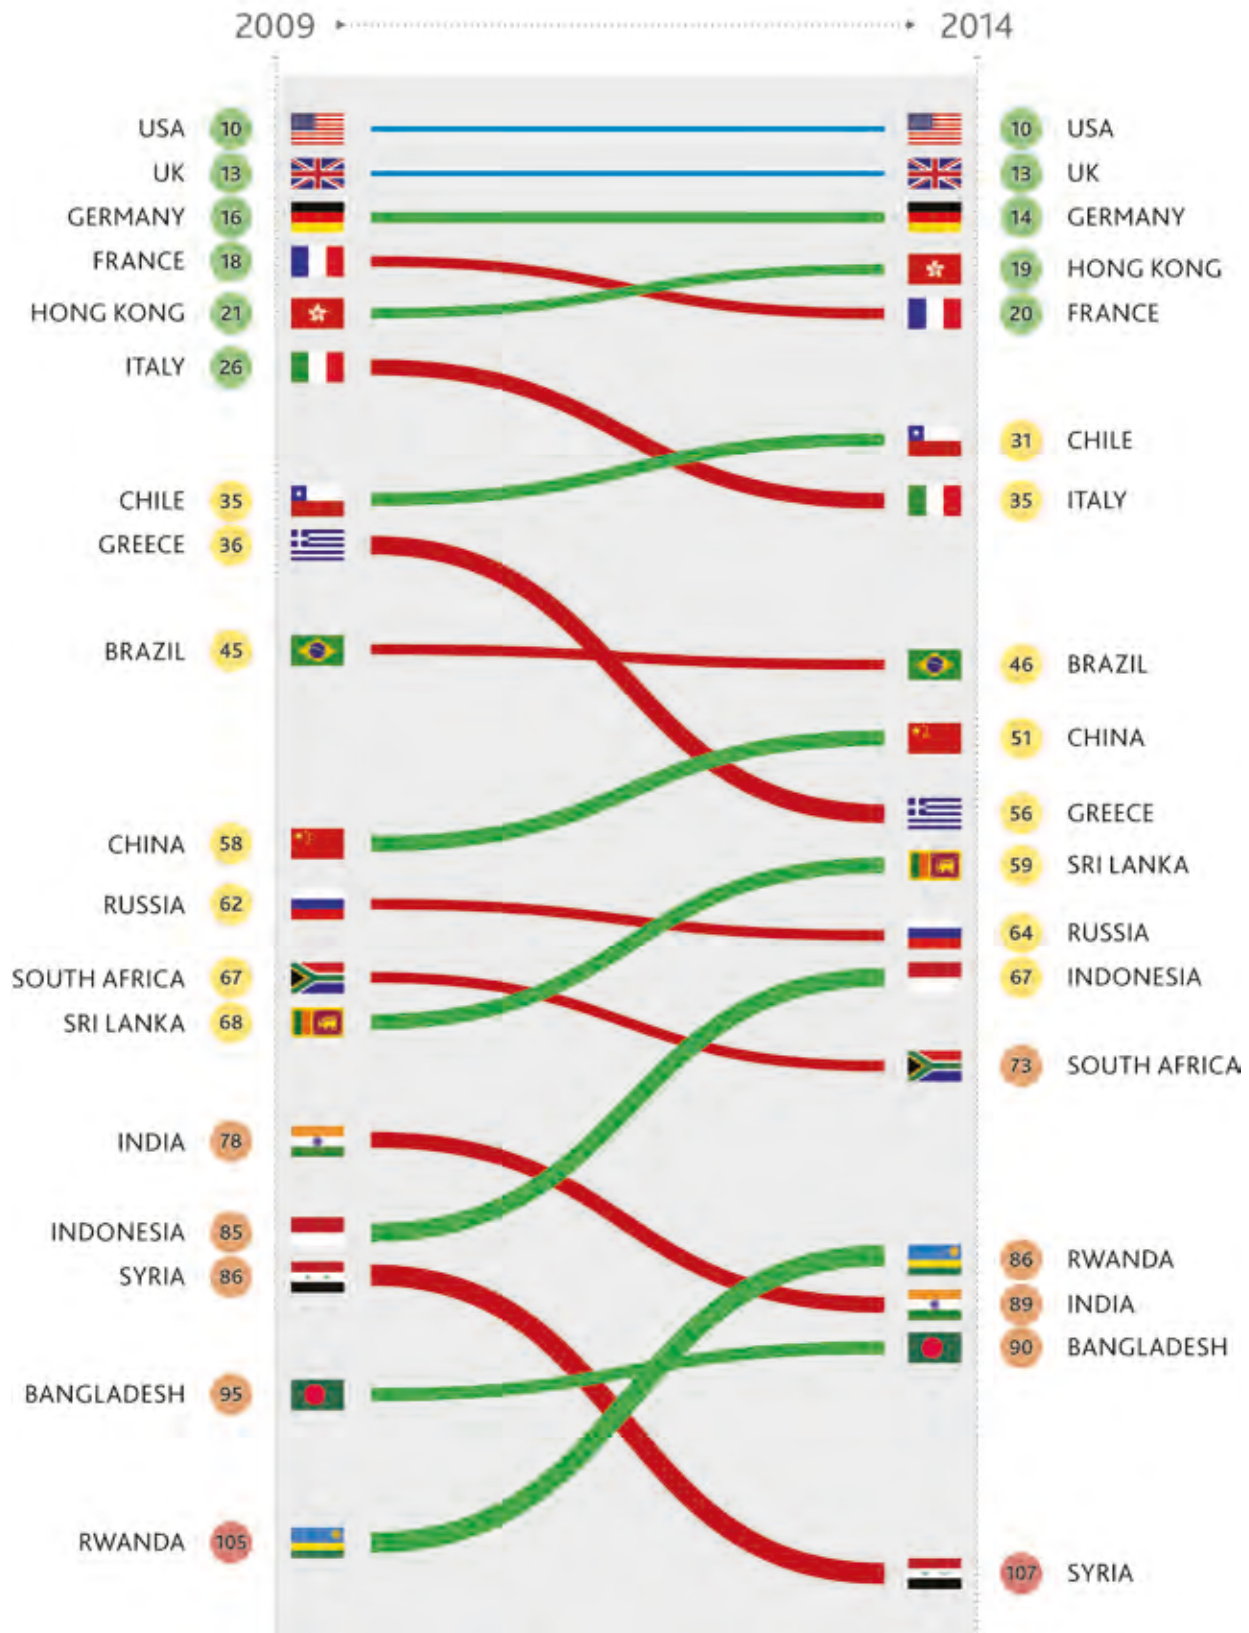 2009 2014
USA 10 10 USA
UK 13 13 UK
GERMANY 16 14 GERMANY
FRANCE 18 19 HONG KONG
HONG KONG 21 20 FRANCE
ITALY 26
31 CHILE
CHILE 35 35 ITALY
GREECE 36
BRAZIL 45 46 BRAZIL
51 CHINA
56 GREECE
CHINA 58 59 SRI LANKA
RUSSIA 62 64 RUSSIA
SOUTH AFRICA 67 67 INDONESIA
SRI LANKA 68
73 SOUTH AFRICA
INDIA 78
INDONESIA 85 86 RWANDA
SYRIA 86 89 INDIA
90 BANGLADESH
BANGLADESH 95
RWANDA 105
107 SYRIA